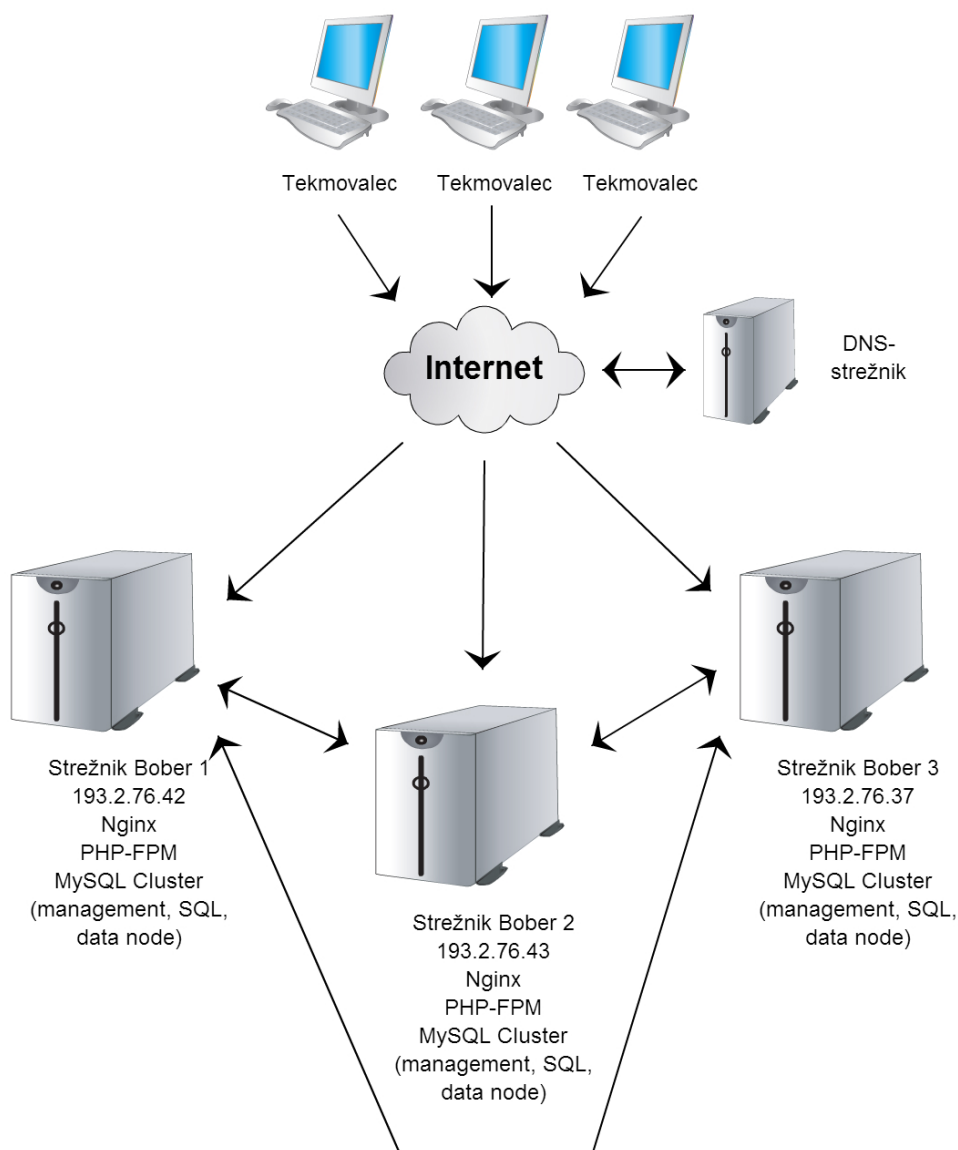 Tekmovalec
Tekmovalec
Tekmovalec
Internet
DNS-
strežnik
Strežnik Bober 1
193.2.76.42
Nginx
PHP-FPM
MySQL Cluster
(management, SQL,
data node)
Strežnik Bober 2
193.2.76.43
Nginx
PHP-FPM
MySQL Cluster
(management, SQL,
data node)
Strežnik Bober 3
193.2.76.37
Nginx
PHP-FPM
MySQL Cluster
(management, SQL,
data node)